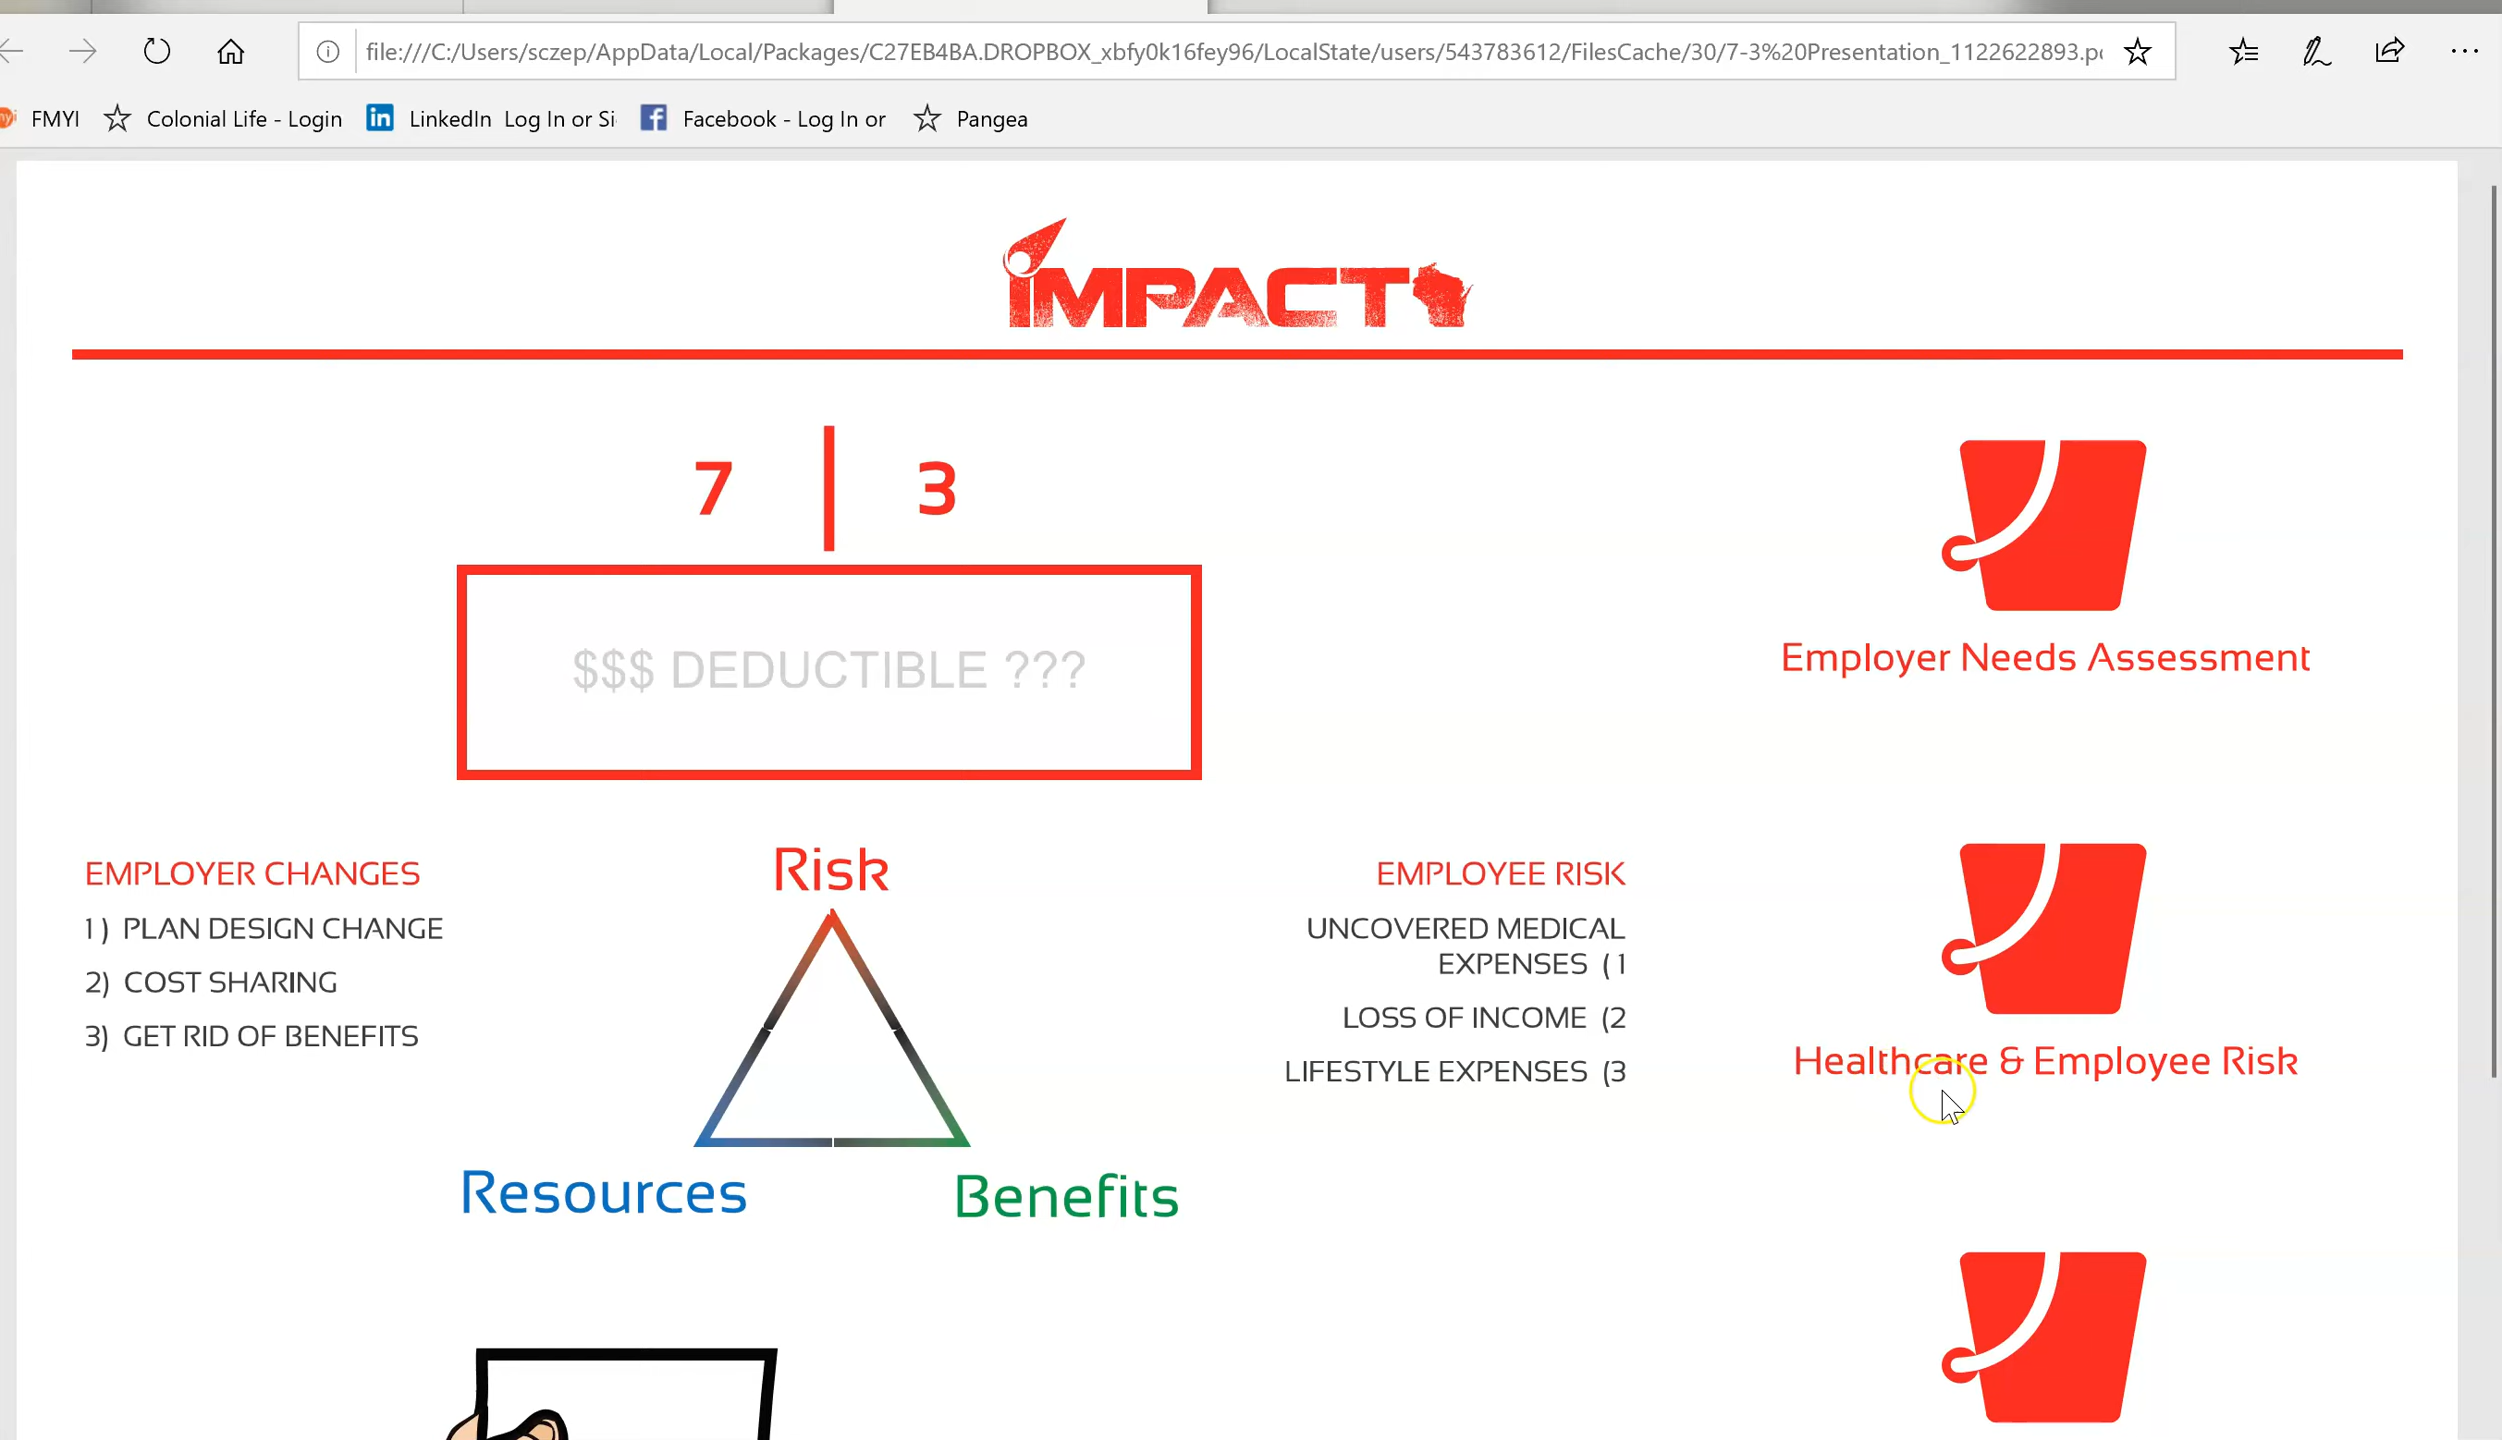 file:///C:/Users/sczep/AppData/Local/Packages/C27EB4BA.DROPBOX_xbfy0k16fey96/LocalState/users/543783612/FilesCache/30/7-3%20Presentation_1122622893.p
FMYI Colonial Life - Login LinkedIn Log In or Si Facebook - Log In or Pangea
iMPACT
7 3
$$$ DEDUCTIBLE ???
Employer Needs Assessment
EMPLOYER CHANGES
1) PLAN DESIGN CHANGE
2) COST SHARING
3) GET RID OF BENEFITS
Risk
Resources
Benefits
EMPLOYEE RISK
UNCOVERED MEDICAL
EXPENSES (1
LOSS OF INCOME (2
LIFESTYLE EXPENSES (3
Healthcare & Employee Risk